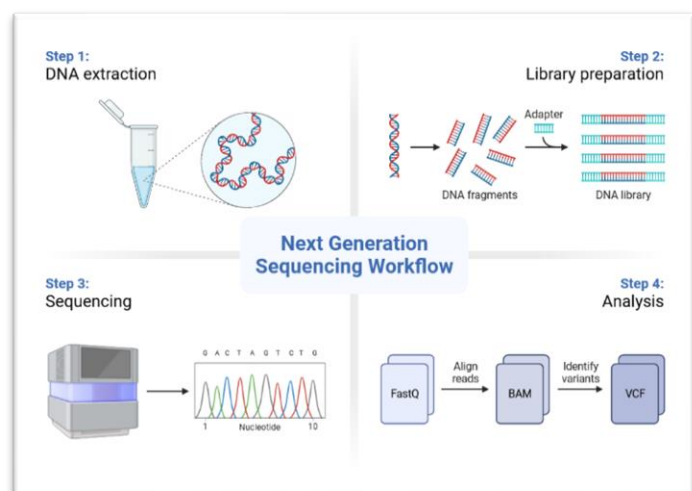 Step 1:
DNA extraction
Step 2:
Library preparation
Adapter
DNA fragments
DNA library
Next Generation
Sequencing Workflow
Step 3:
Sequencing
G A C T A G T C T G
1 Nucleotide 10
Step 4:
Analysis
FastQ
Align
reads
BAM
Identify
variants
VCF